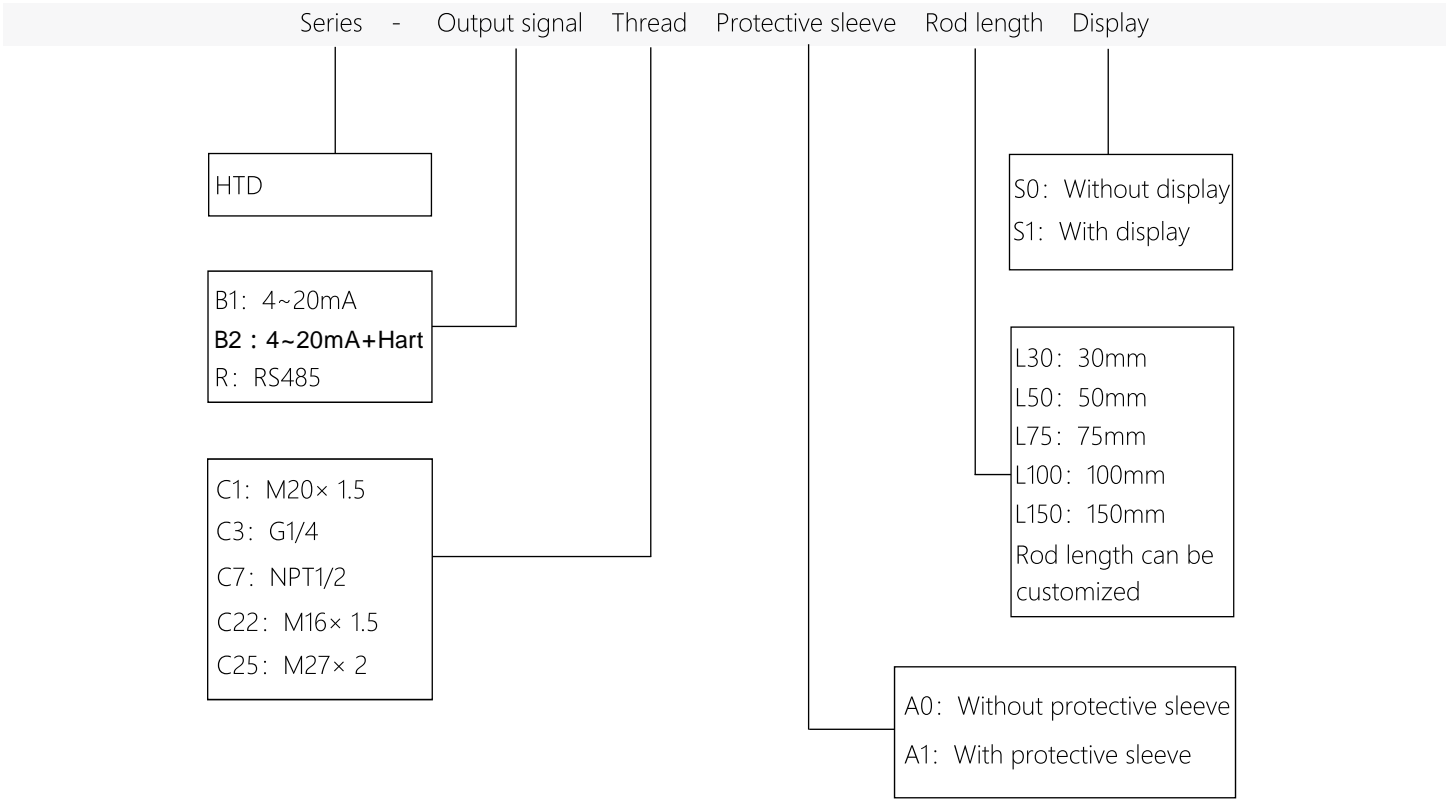 Series - Output signal Thread Protective sleeve Rod length Display
HTD
B1: 4~20mA
B2 : 4~20mA+Hart
R: RS485
C1: M20× 1.5
C3: G1/4
C7: NPT1/2
C22: M16× 1.5
C25: M27× 2
S0: Without display
S1: With display
L30: 30mm
L50: 50mm
L75: 75mm
L100: 100mm
L150: 150mm
Rod length can be
customized
A0: Without protective sleeve
A1: With protective sleeve